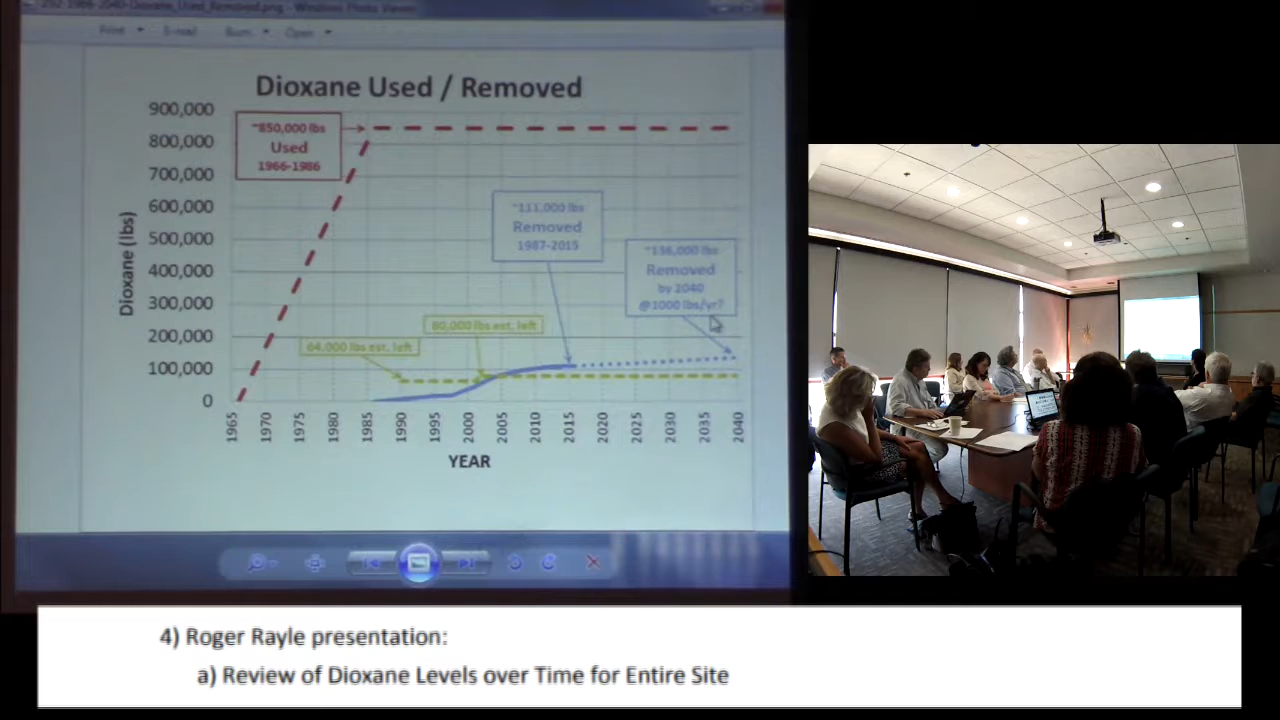 292-1986-2040-Dioxane_Used_Removed.png - Windows Photo Viewer
Print E-mail Burn Open
Dioxane Used / Removed
900,000
800,000
700,000
600,000
500,000
400,000
300,000
200,000
100,000
0
Dioxane (lbs)
~850,000 lbs
Used
1966-1986
~111,000 lbs
Removed
1987-2015
~136,000 lbs
Removed
by 2040
@1000 lbs/yr?
80,000 lbs est. left
64,000 lbs est. left
1965 1970 1975 1980 1985 1990 1995 2000 2005 2010 2015 2020 2025 2030 2035 2040
YEAR
4) Roger Rayle presentation:
a) Review of Dioxane Levels over Time for Entire Site